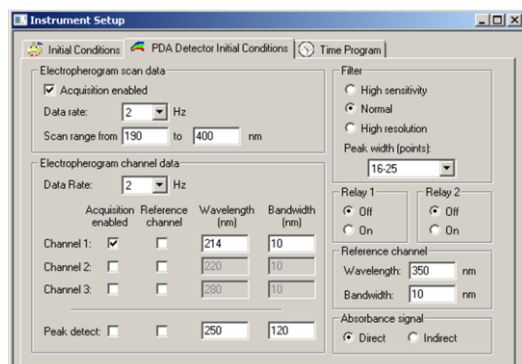 Instrument Setup
Initial Conditions
PDA Detector Initial Conditions
Time Program
Electropherogram scan data
Acquisition enabled
Data rate: 2 Hz
Scan range from 190 to 400 nm
Electropherogram channel data
Data Rate: 2 Hz
Acquisition enabled
Reference channel
Wavelength (nm)
Bandwidth (nm)
Channel 1: 214 10
Channel 2: 220 10
Channel 3: 280 10
Peak detect: 250 120
Filter
High sensitivity
Normal
High resolution
Peak width (points):
16-25
Relay 1
Off
On
Relay 2
Off
On
Reference channel
Wavelength: 350 nm
Bandwidth: 10 nm
Absorbance signal
Direct Indirect